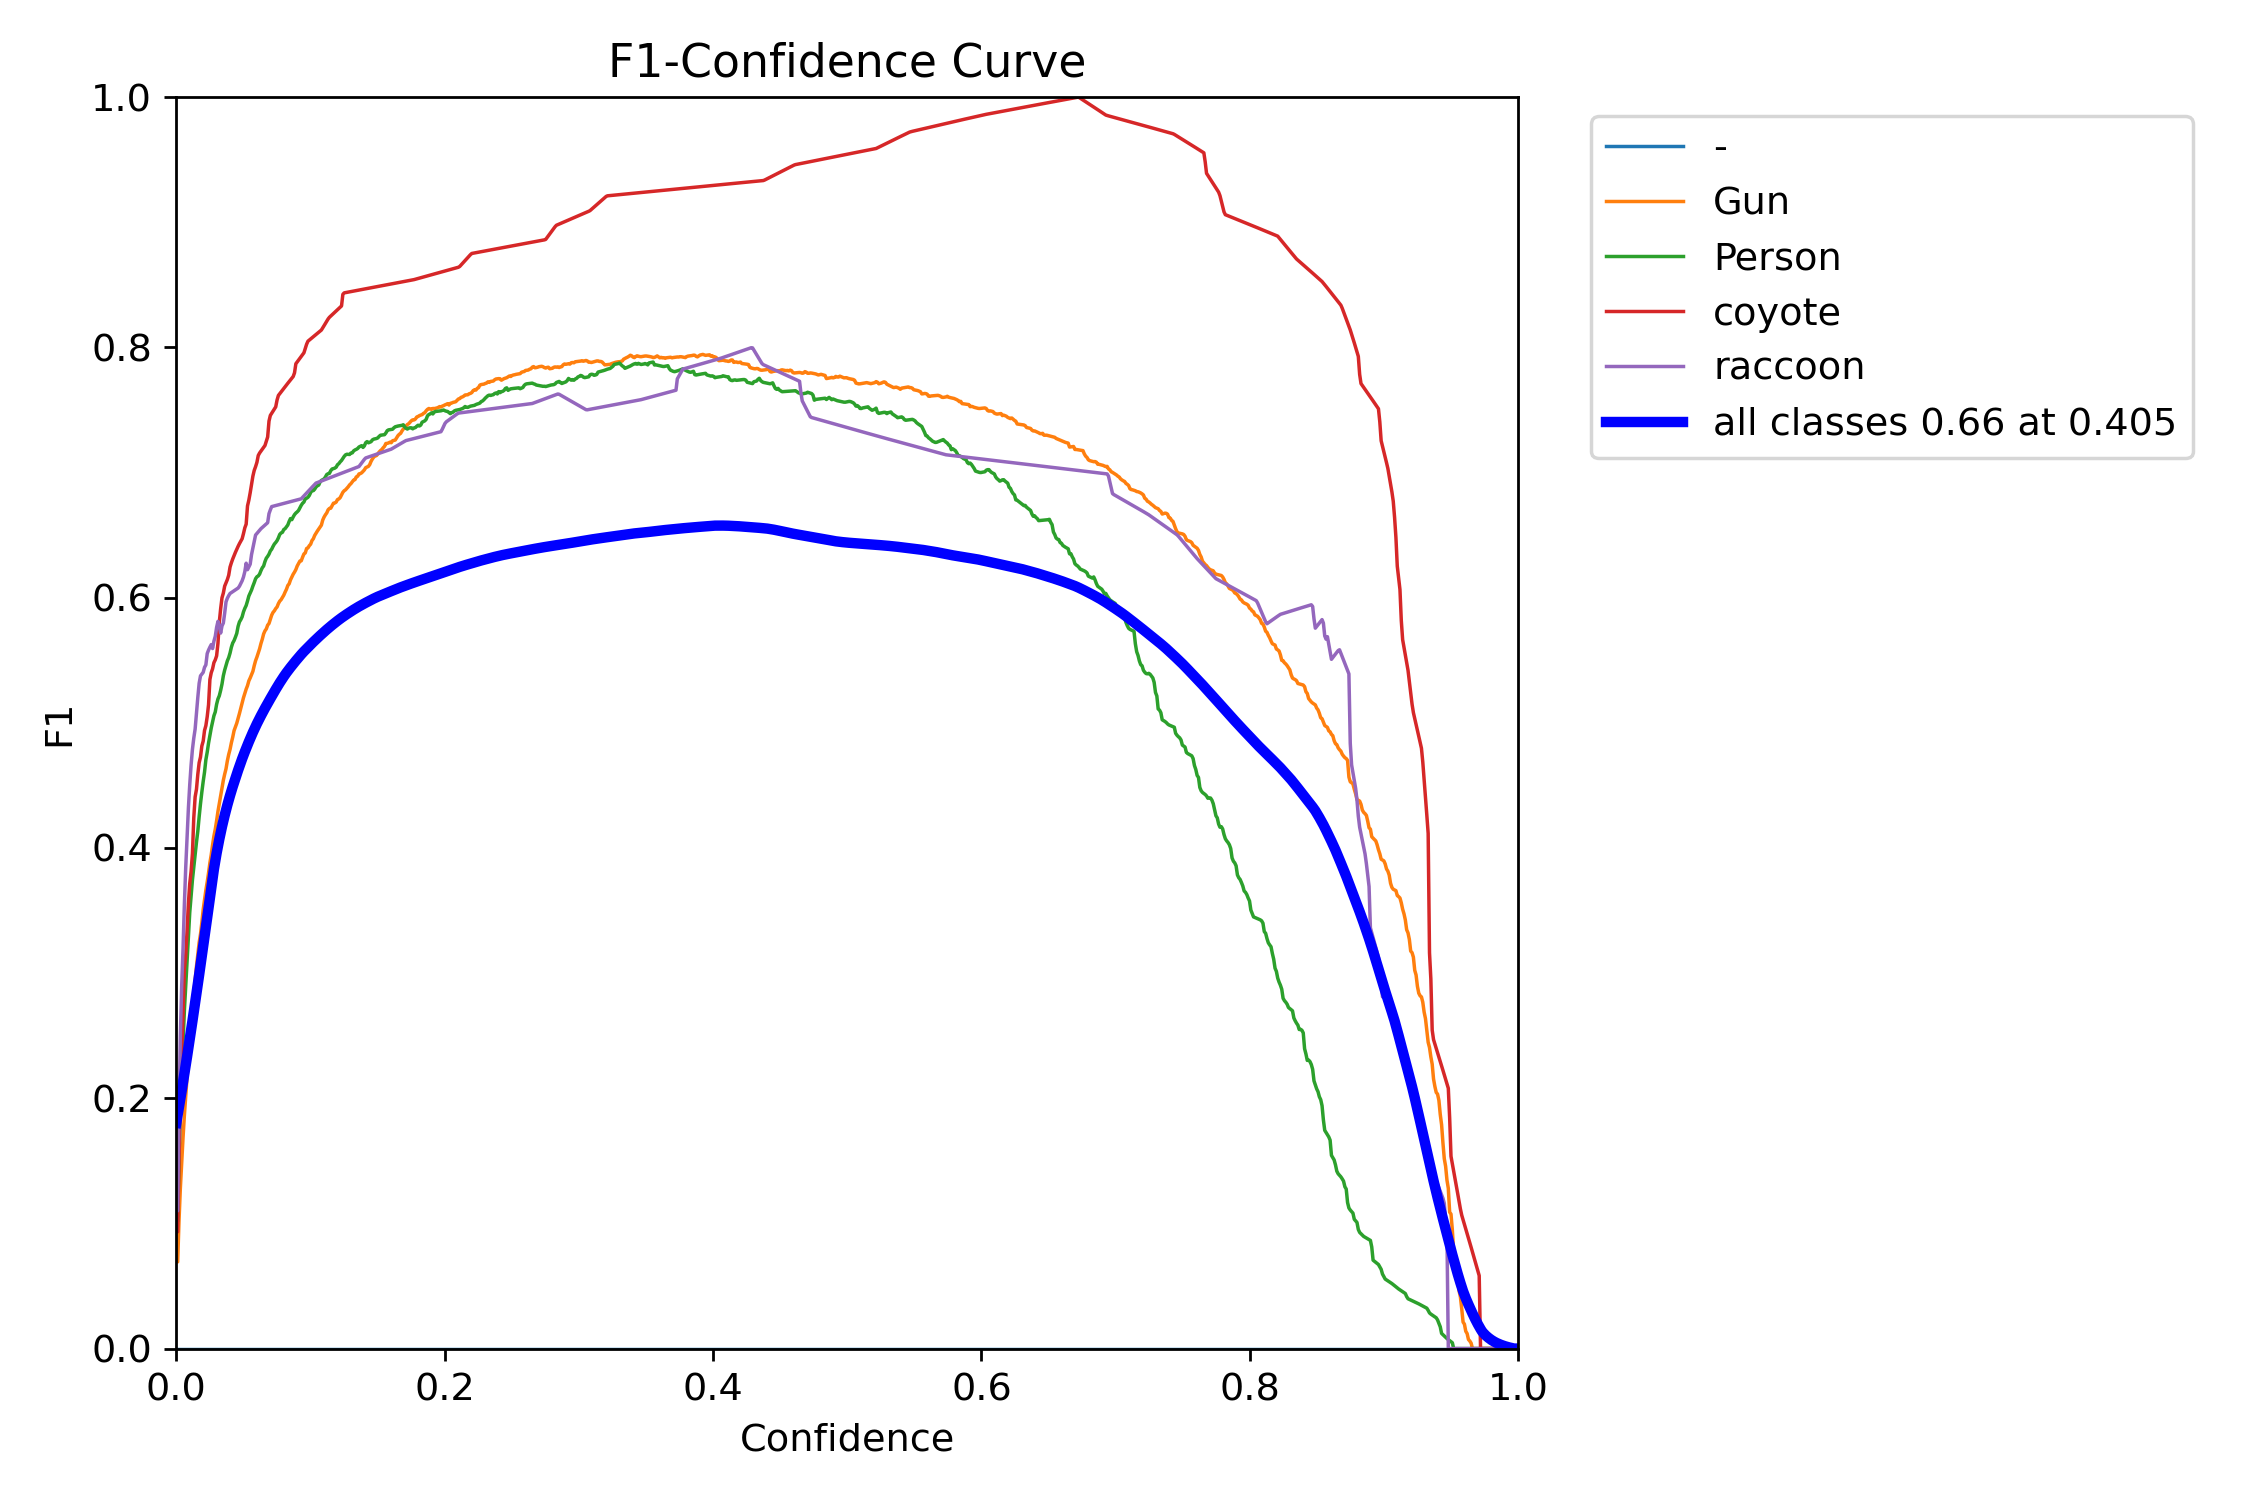 F1-Confidence Curve
1.0
0.8
0.6
0.4
0.2
0.0
F1
0.0 0.2 0.4 0.6 0.8 1.0
Confidence
-
Gun
Person
coyote
raccoon
all classes 0.66 at 0.405